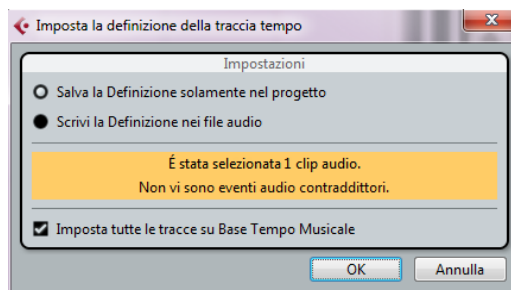 Imposta la definizione della traccia tempo
Impostazioni
Salva la Definizione solamente nel progetto
Scrivi la Definizione nei file audio
É stata selezionata 1 clip audio.
Non vi sono eventi audio contraddittori.
Imposta tutte le tracce su Base Tempo Musicale
OK
Annulla